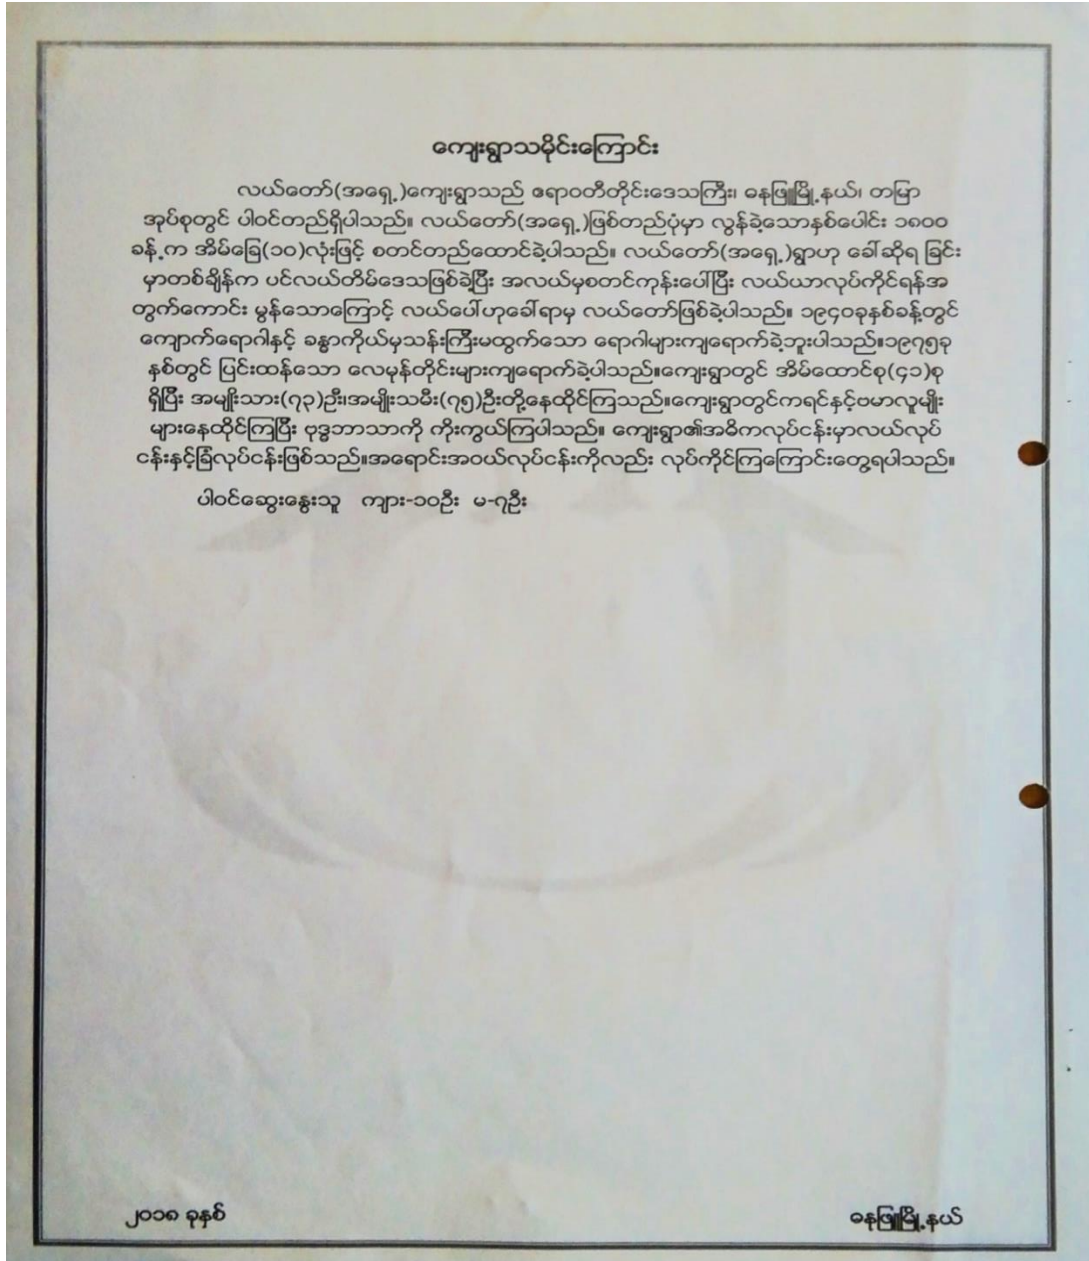 ကျေးရွာသမိုင်းကြောင်း
လယ်တော်(အရှေ့)ကျေးရွာသည် ဧရာဝတီတိုင်းဒေသကြီး၊ ဓနုဖြူမြို့နယ်၊ တမြာ
အုပ်စုတွင် ပါဝင်တည်ရှိပါသည်။ လယ်တော်(အရှေ့)ဖြစ်တည်ပုံမှာ လွန်ခဲ့သောနှစ်ပေါင်း ၁၈၀၀
ခန့်က အိမ်ခြေ(၁၀)လုံးဖြင့် စတင်တည်ထောင်ခဲ့ပါသည်။ လယ်တော်(အရှေ့)ရွာဟု ခေါ်ဆိုရ ခြင်း
မှာတစ်ချိန်က ပင်လယ်တိမ်ဒေသဖြစ်ခဲ့ပြီး အလယ်မှစတင်ကုန်းပေါ်ပြီး လယ်ယာလုပ်ကိုင်ရန်အ
တွက်ကောင်း မွန်သောကြောင့် လယ်ပေါ်ဟုခေါ်ရာမှ လယ်တော်ဖြစ်ခဲ့ပါသည်။ ၁၉၄၀ခုနှစ်ခန့်တွင်
ကျောက်ရောဂါနှင့် ခန္ဓာကိုယ်မှသန်းကြီးမထွက်သော ရောဂါများကျရောက်ခဲ့ဘူးပါသည်။၁၉၇၅ခု
နှစ်တွင် ပြင်းထန်သော လေမုန်တိုင်းများကျရောက်ခဲ့ပါသည်။ကျေးရွာတွင် အိမ်ထောင်စု(၄၁)စု
ရှိပြီး အမျိုးသား(၇၃)ဦး၊အမျိုးသမီး(၇၅)ဦးတို့နေထိုင်ကြသည်။ကျေးရွာတွင်ကရင်နှင့်ဗမာလူမျိုး
များနေထိုင်ကြပြီး ဗုဒ္ဓဘာသာကို ကိုးကွယ်ကြပါသည်။ ကျေးရွာ၏အဓိကလုပ်ငန်းမှာလယ်လုပ်
ငန်းနှင့်ခြံလုပ်ငန်းဖြစ်သည်။အရောင်းအဝယ်လုပ်ငန်းကိုလည်း လုပ်ကိုင်ကြကြောင်းတွေ့ရပါသည်။
ပါဝင်ဆွေးနွေးသူ ကျား-၁၀ဦး မ-၇ဦး
၂၀၁၈ ခုနှစ်
ဓနုဖြူမြို့နယ်